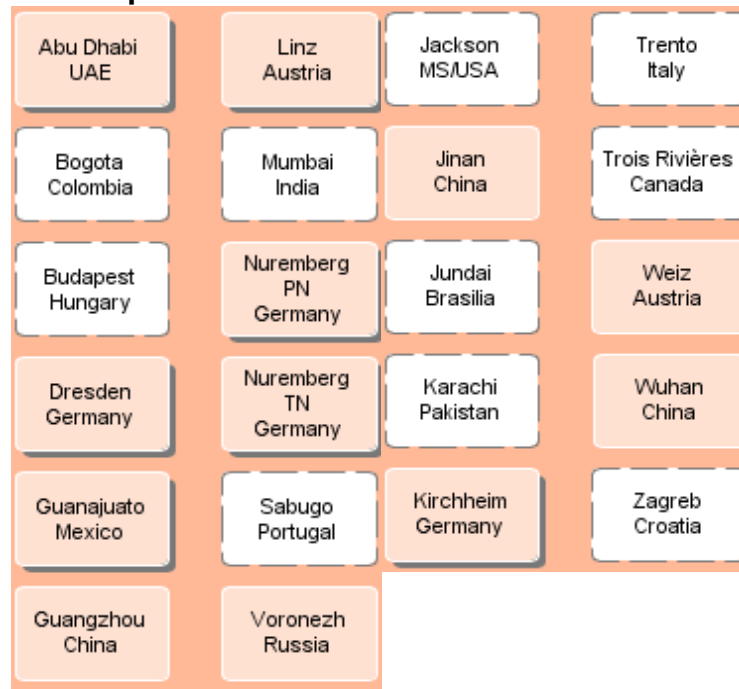 Abu Dhabi
UAE
Linz
Austria
Jackson
MS/USA
Trento
Italy
Bogota
Colombia
Mumbai
India
Jinan
China
Trois Rivières
Canada
Budapest
Hungary
Nuremberg
PN
Germany
Jundai
Brasilia
Weiz
Austria
Dresden
Germany
Nuremberg
TN
Germany
Karachi
Pakistan
Wuhan
China
Guanajuato
Mexico
Sabugo
Portugal
Kirchheim
Germany
Zagreb
Croatia
Guangzhou
China
Voronezh
Russia